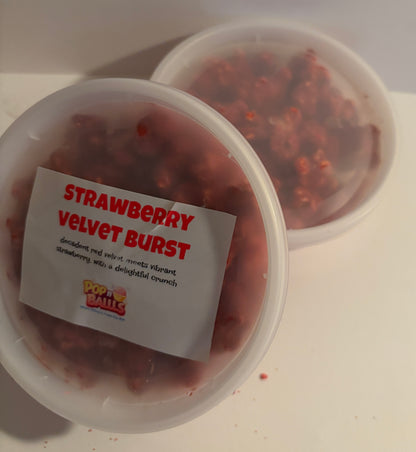 STRAWBERRY
VELVET BURST
decadent red velvet meets vibrant
strawberry, with a delightful crunch
POP N
BALLS